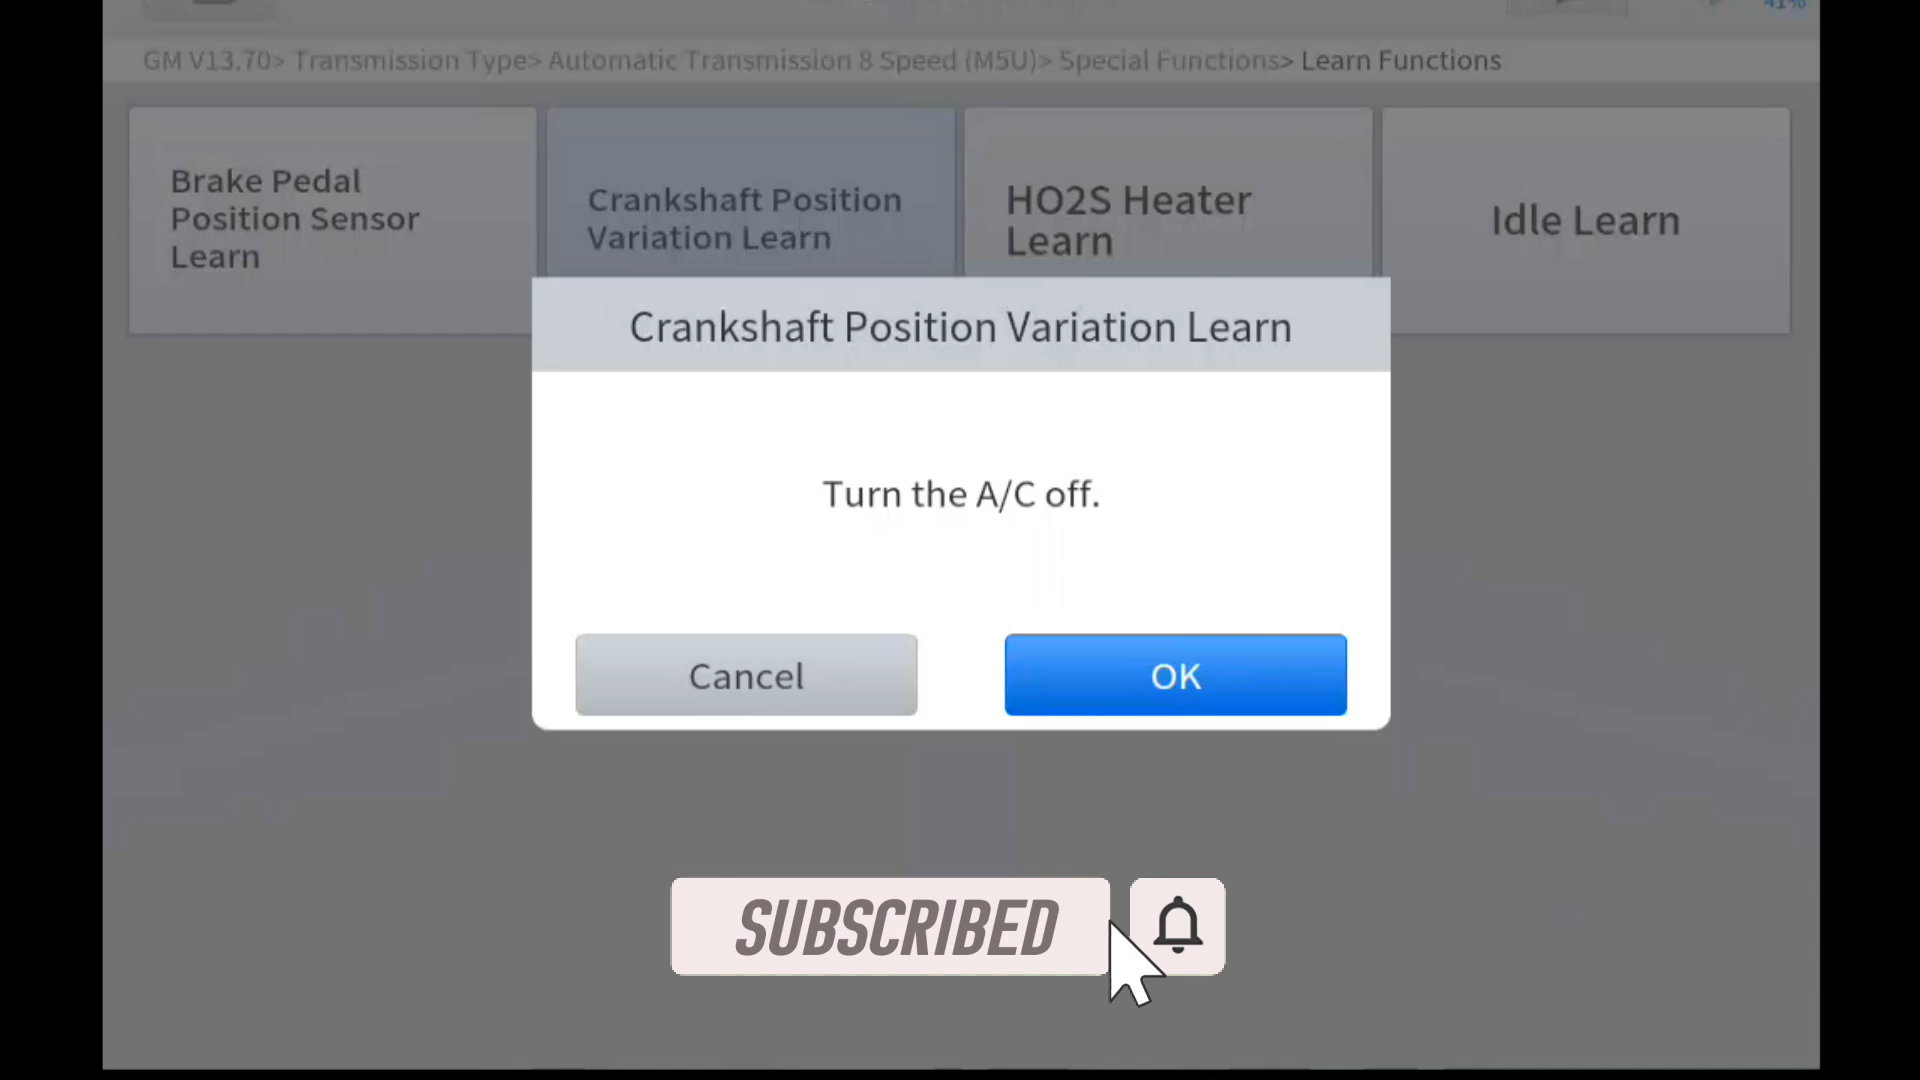 41%
GM V13.70> Transmission Type> Automatic Transmission 8 Speed (M5U)> Special Functions> Learn Functions
Brake Pedal
Position Sensor
Learn
Crankshaft Position
Variation Learn
HO2S Heater
Learn
Idle Learn
Crankshaft Position Variation Learn
Turn the A/C off.
Cancel
OK
SUBSCRIBED